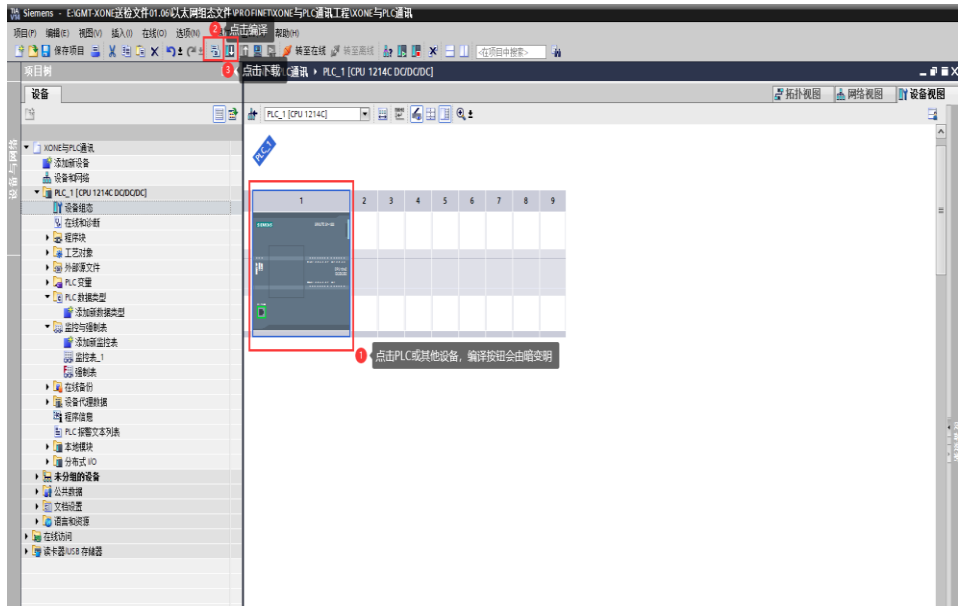 Siemens - E:\GMT-XONE送检文件01.06\以太网组态文件\PROFINET\XONE与PLC通讯工程\XONE与PLC通讯
项目(P) 编辑(E) 视图(V) 插入(I) 在线(O) 选项(N) 帮助(H)
2 点击编译
保存项目 转至在线 转至离线 <在项目中搜索>
项目树
3 点击下载
通讯 ▸ PLC_1 [CPU 1214C DC/DC/DC]
设备
拓扑视图 网络视图 设备视图
PLC_1 [CPU 1214C]
XONE与PLC通讯
添加新设备
设备和网络
PLC_1 [CPU 1214C DC/DC/DC]
设备组态
在线和诊断
程序块
工艺对象
外部源文件
PLC 变量
PLC 数据类型
添加新数据类型
监控与强制表
添加新监控表
监控表_1
强制表
在线备份
设备代理数据
程序信息
PLC 报警文本列表
本地模块
分布式 I/O
未分组的设备
公共数据
文档设置
语言和资源
在线访问
读卡器/USB 存储器
PLC_1
1 2 3 4 5 6 7 8 9
SIEMENS
1 点击PLC或其他设备，编译按钮会由暗变明